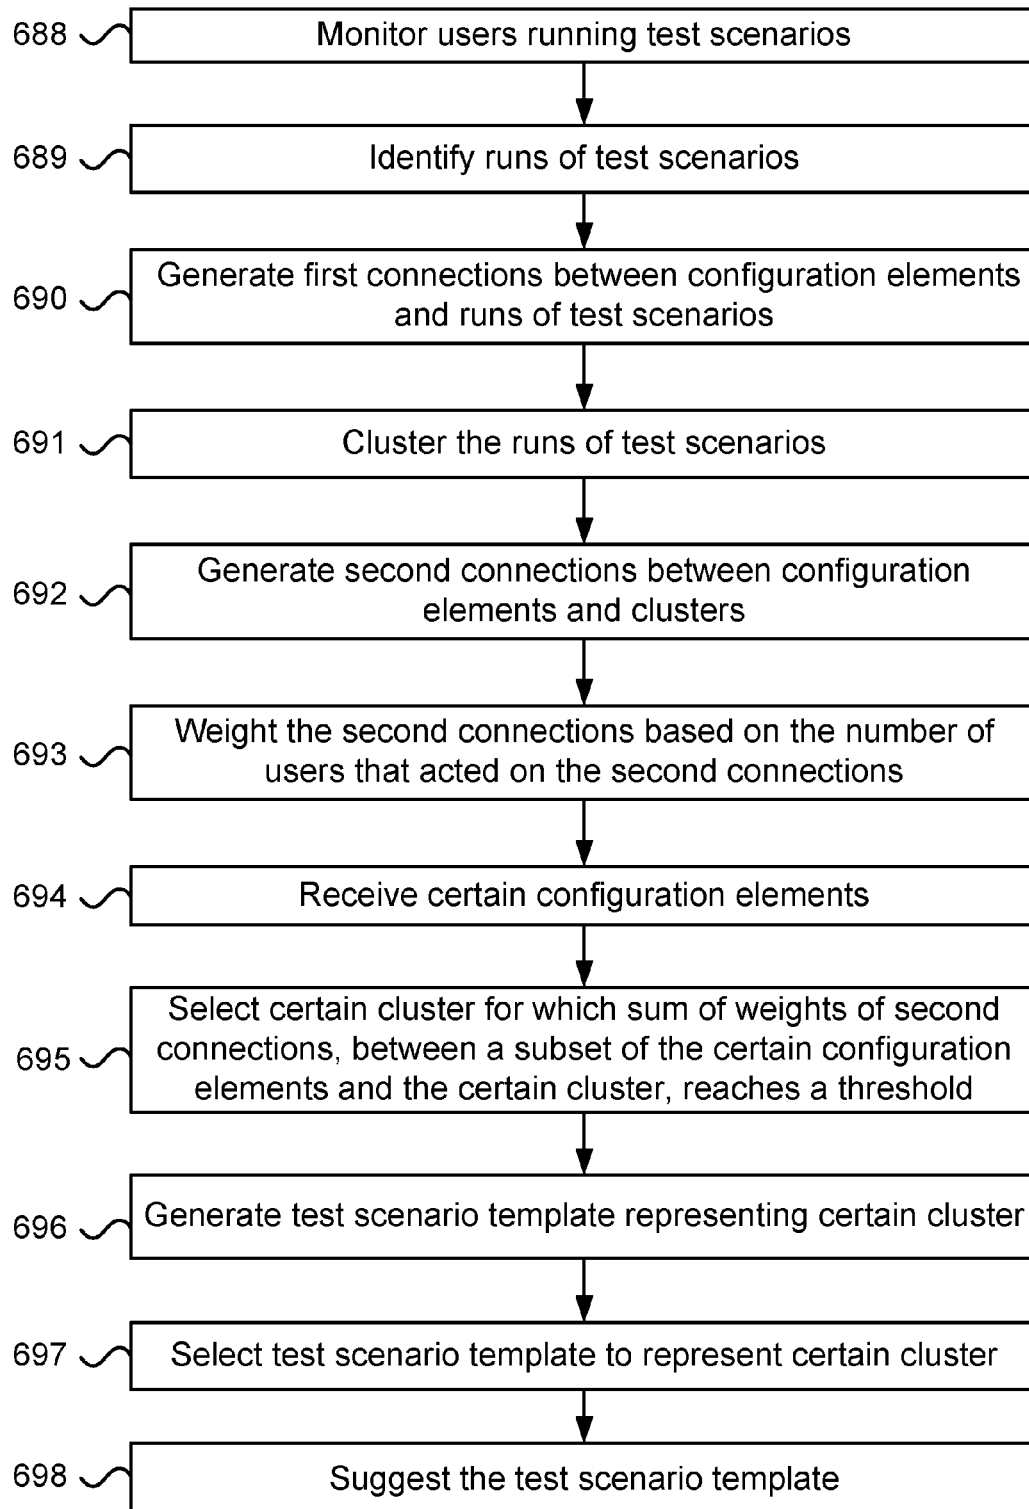 688
Monitor users running test scenarios
689
Identify runs of test scenarios
690
Generate first connections between configuration elements
and runs of test scenarios
691
Cluster the runs of test scenarios
692
Generate second connections between configuration
elements and clusters
693
Weight the second connections based on the number of
users that acted on the second connections
694
Receive certain configuration elements
695
Select certain cluster for which sum of weights of second
connections, between a subset of the certain configuration
elements and the certain cluster, reaches a threshold
696
Generate test scenario template representing certain cluster
697
Select test scenario template to represent certain cluster
698
Suggest the test scenario template